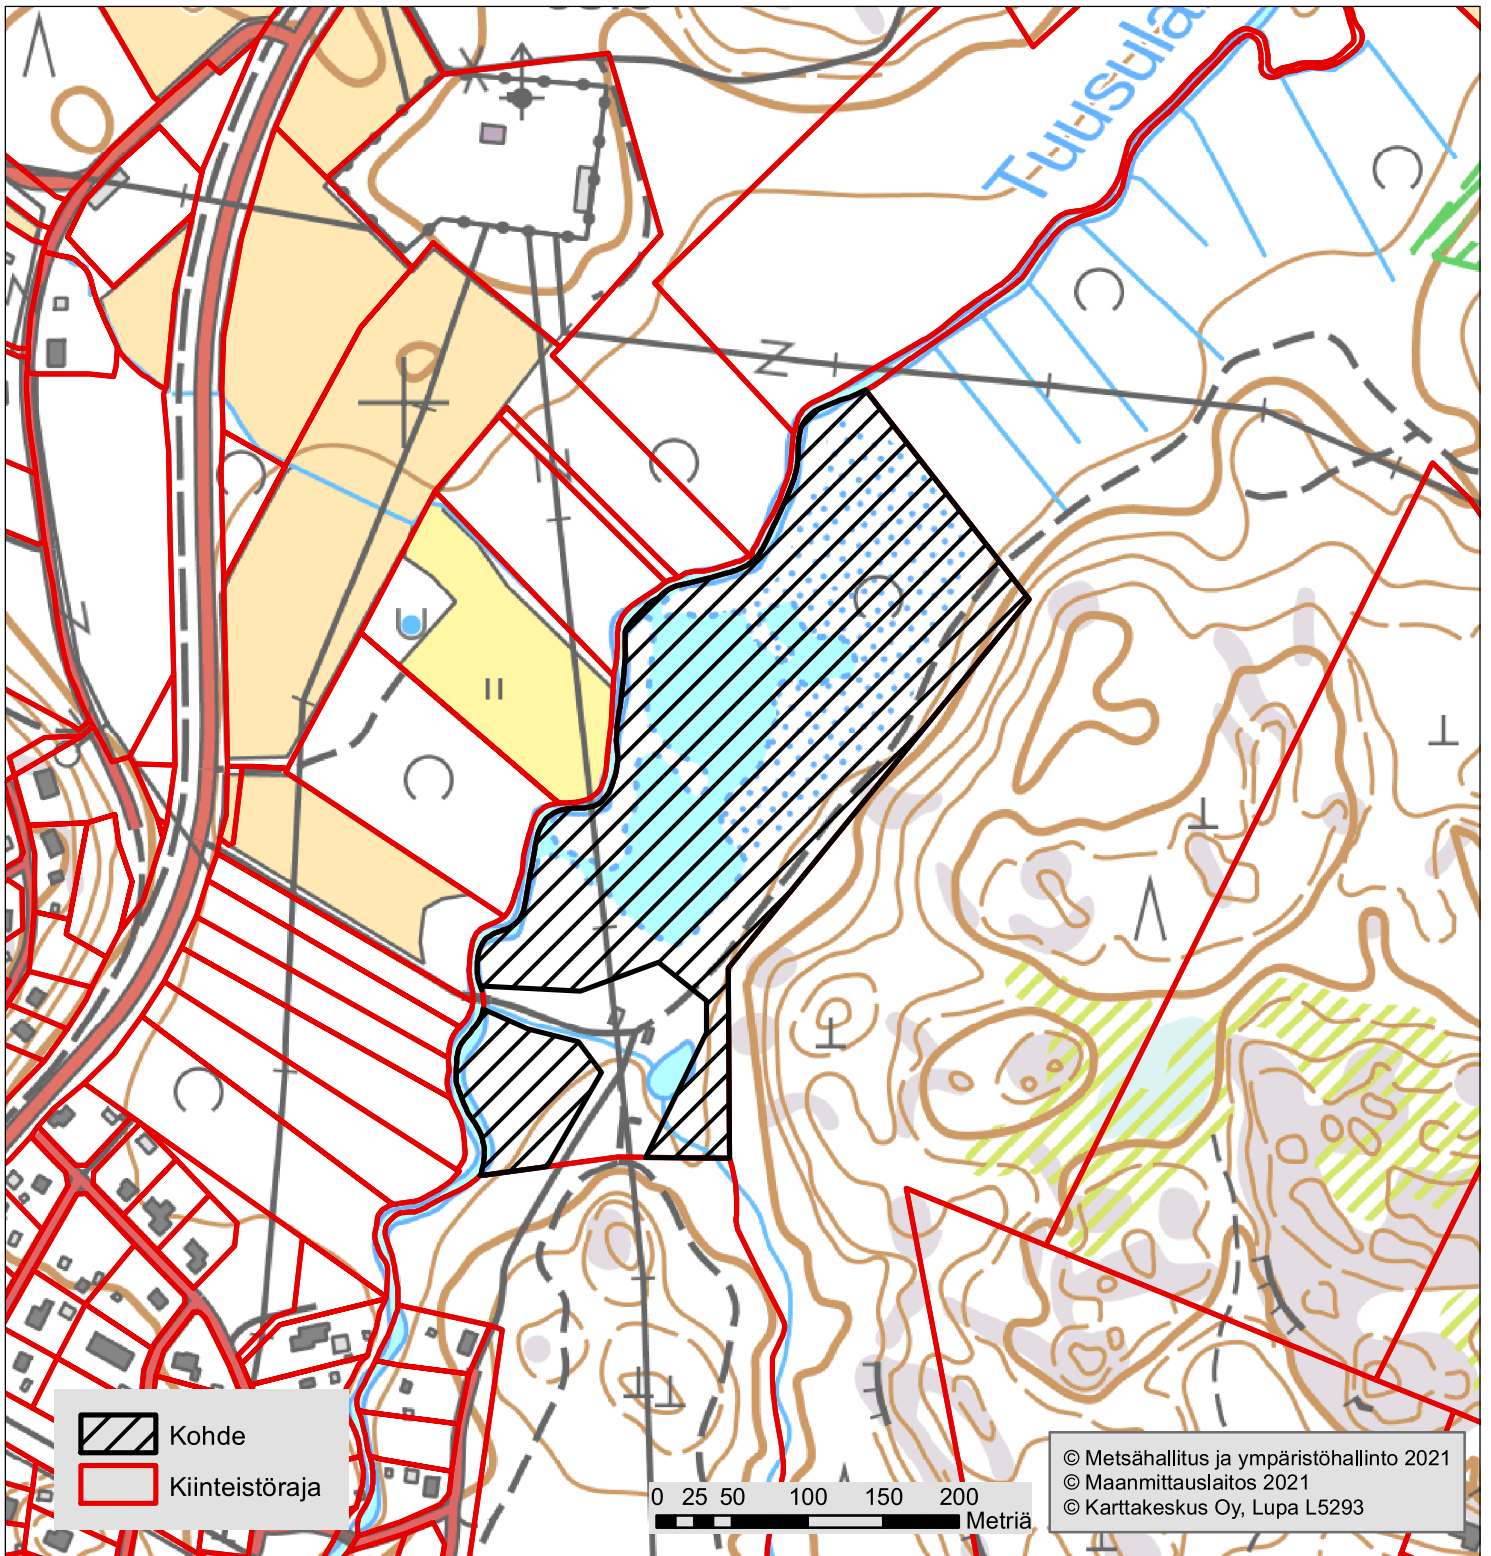 Tuusula
Kohde
Kiinteistöraja
0 25 50 100 150 200
Metriä
© Metsähallitus ja ympäristöhallinto 2021
© Maanmittauslaitos 2021
© Karttakeskus Oy, Lupa L5293